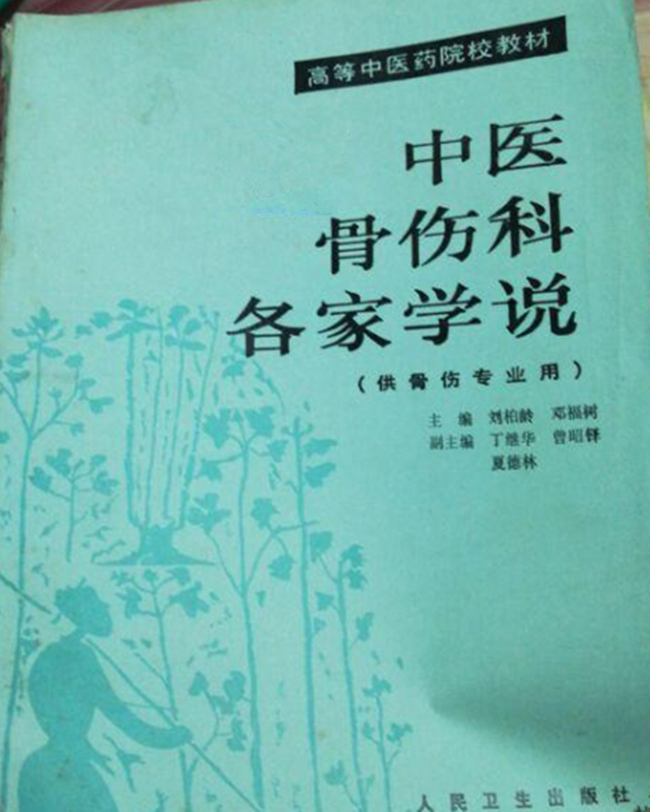 高等中医药院校教材
中医
骨伤科
各家学说
（供骨伤专业用）
主编 刘柏龄 邓福树
副主编 丁继华 曾昭铎
夏德林
人民卫生出版社